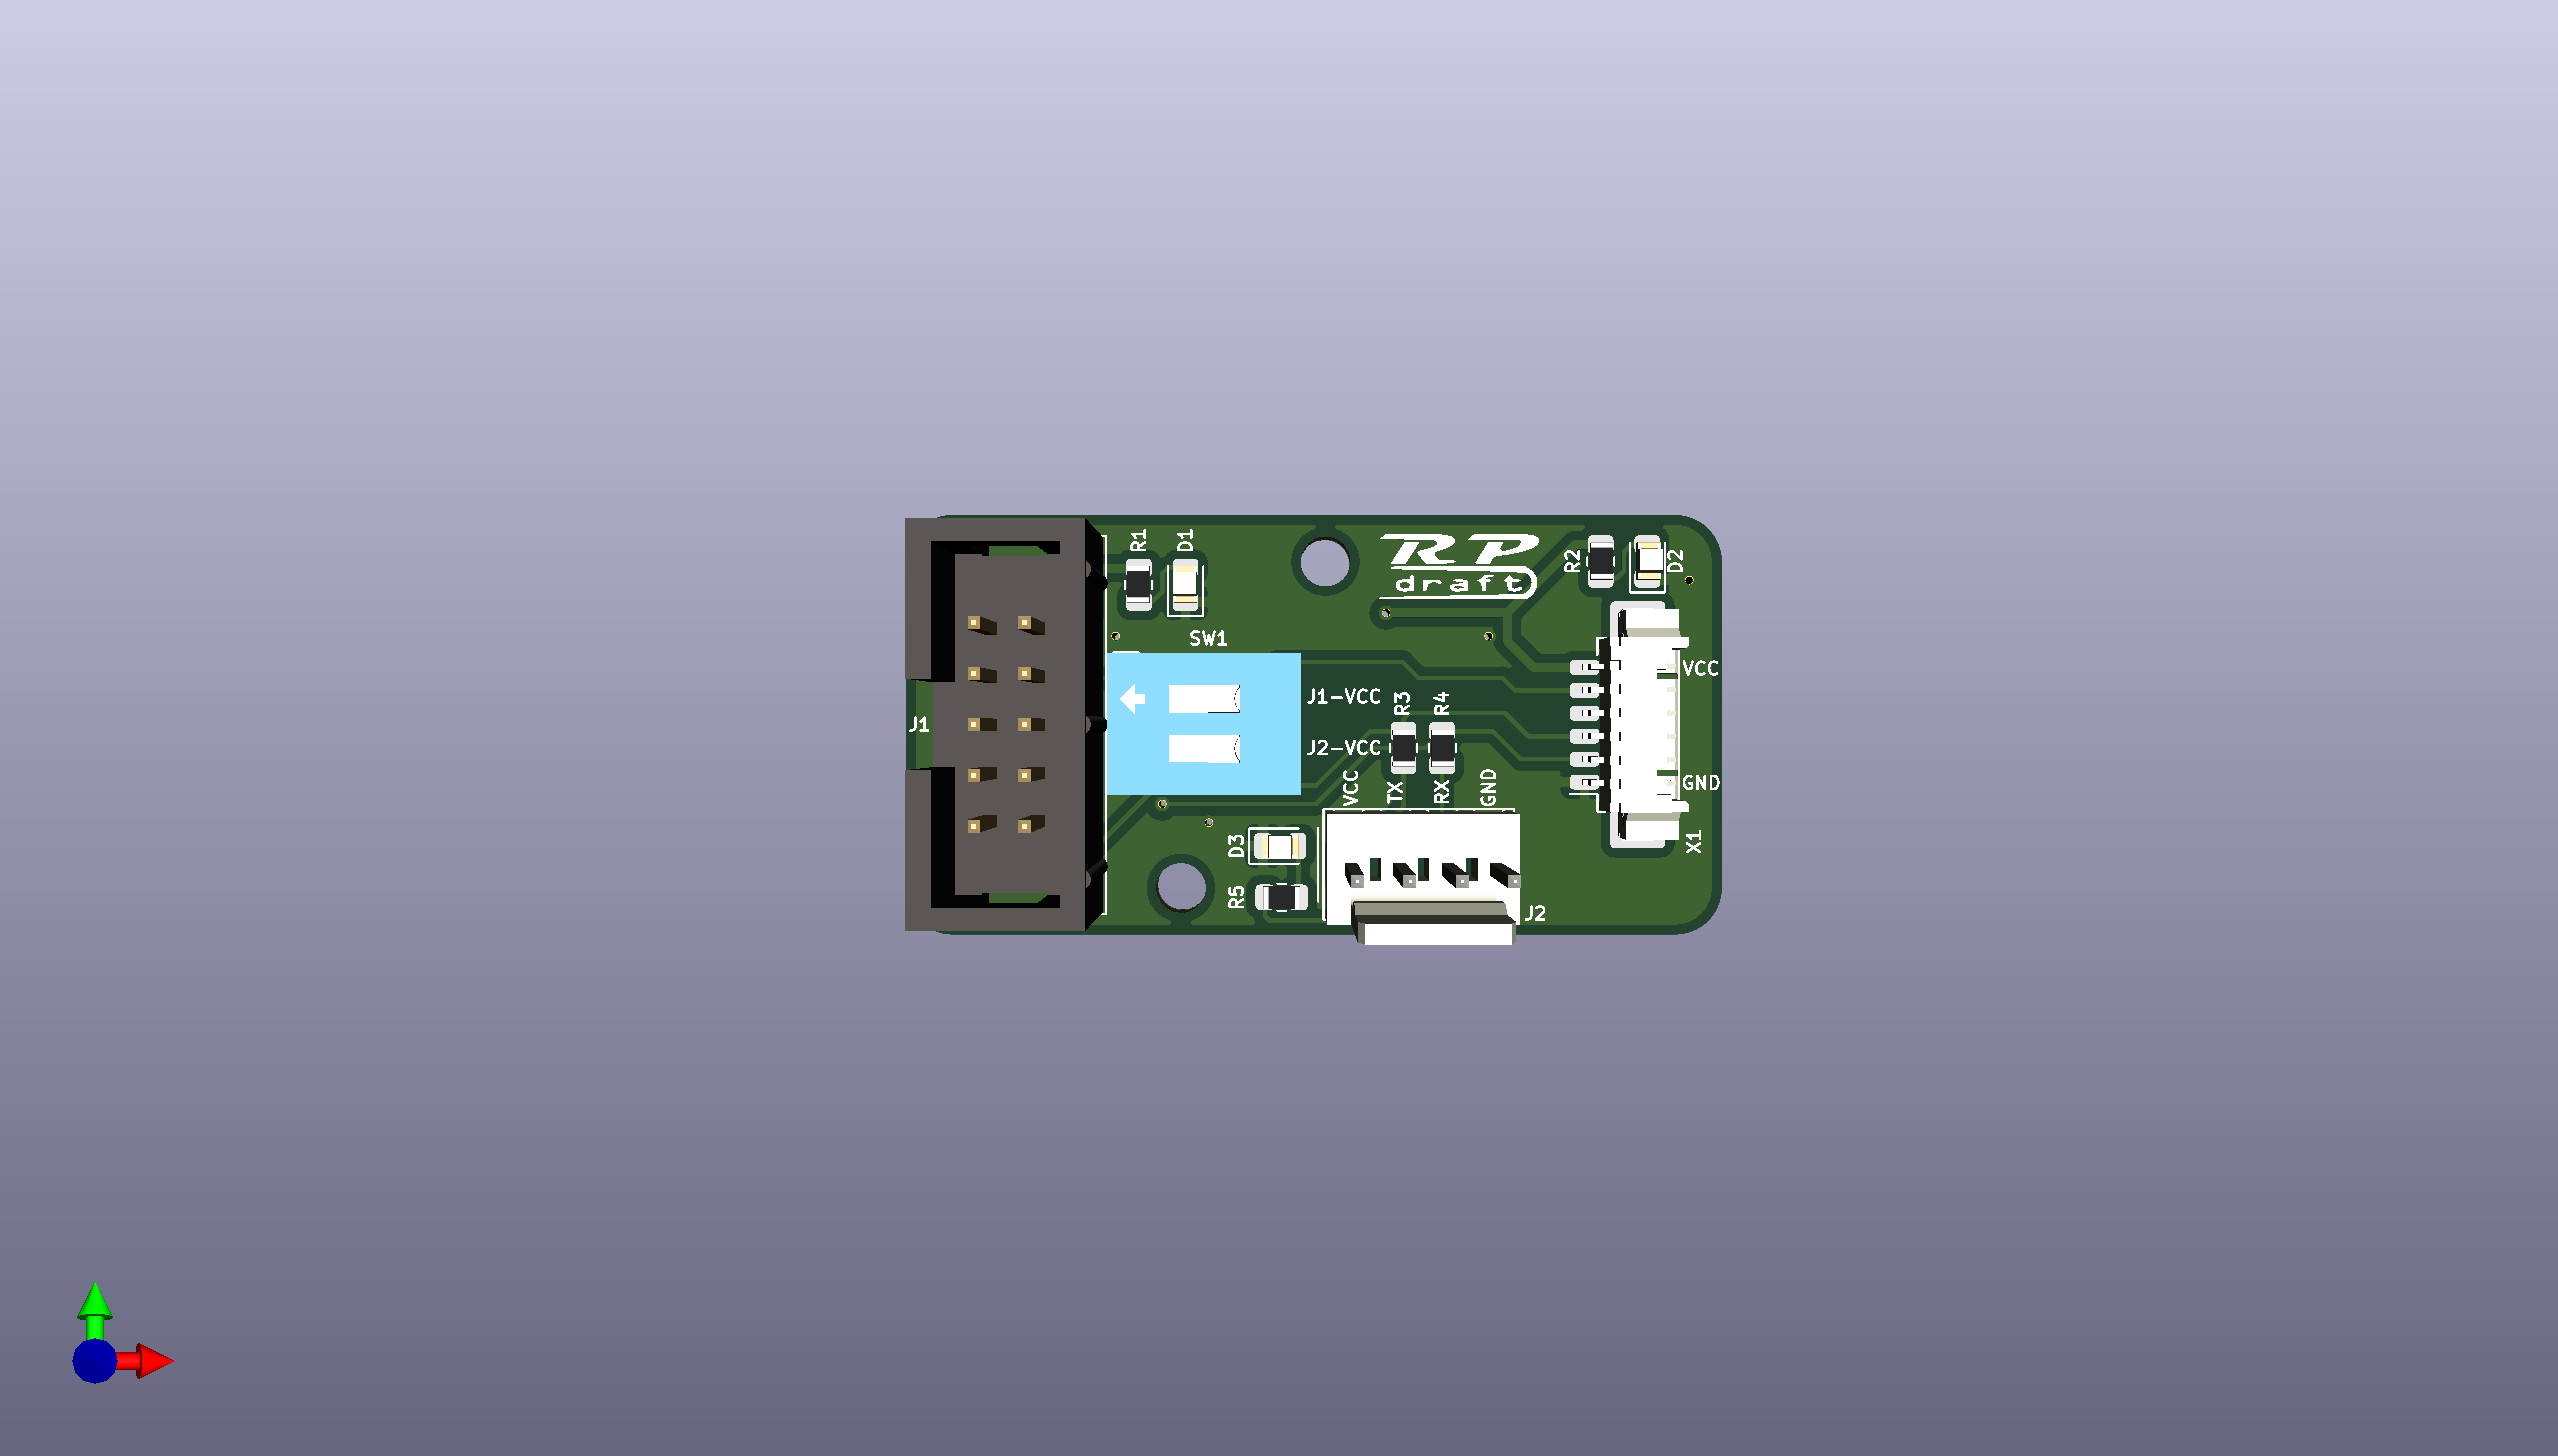 R1
D1
RP
draft
R2
D2
SW1
VCC
J1-VCC
R3
R4
J1
J2-VCC
VCC
TX
RX
GND
GND
D3
X1
R5
J2